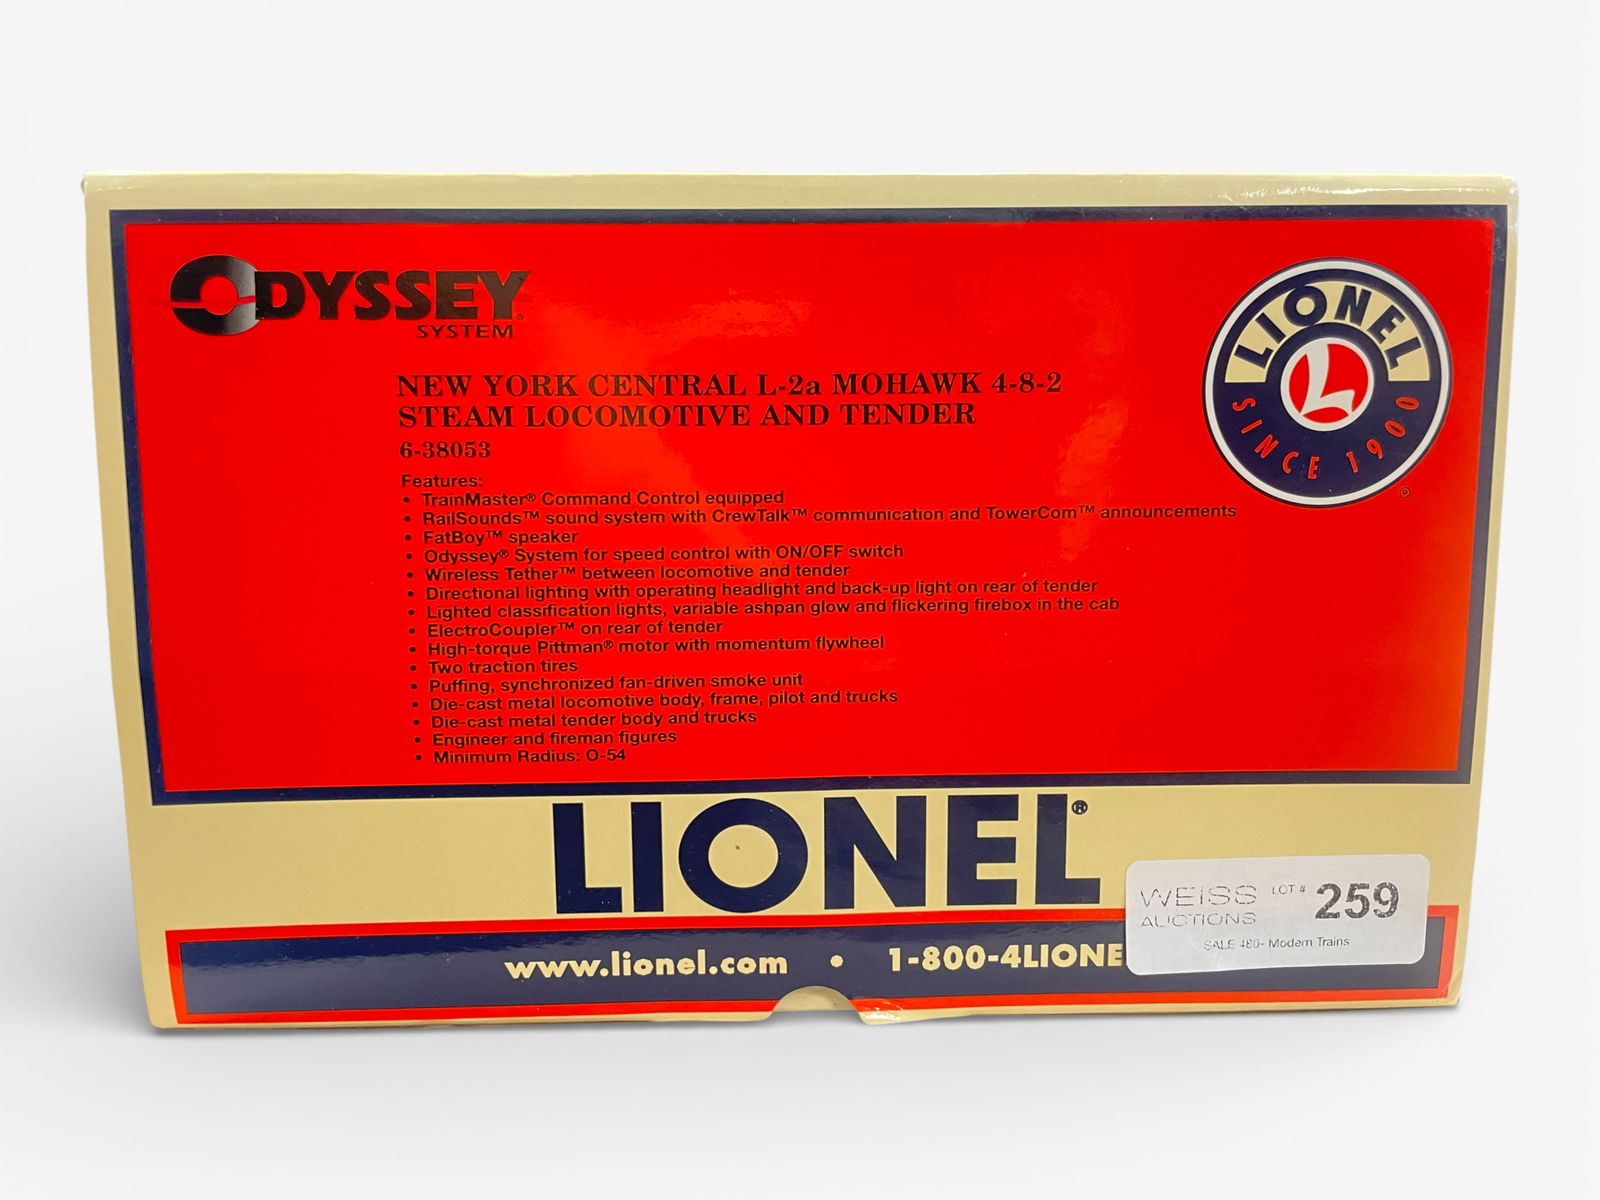 ODYSSEY
SYSTEM
LIONEL
L
SINCE 1900
NEW YORK CENTRAL L-2a MOHAWK 4-8-2
STEAM LOCOMOTIVE AND TENDER
6-38053
Features:
• TrainMaster® Command Control equipped
• RailSounds™ sound system with CrewTalk™ communication and TowerCom™ announcements
• FatBoy™ speaker
• Odyssey® System for speed control with ON/OFF switch
• Wireless Tether™ between locomotive and tender
• Directional lighting with operating headlight and back-up light on rear of tender
• Lighted classification lights, variable ashpan glow and flickering firebox in the cab
• ElectroCoupler™ on rear of tender
• High-torque Pittman® motor with momentum flywheel
• Two traction tires
• Puffing, synchronized fan-driven smoke unit
• Die-cast metal locomotive body, frame, pilot and trucks
• Die-cast metal tender body and trucks
• Engineer and fireman figures
• Minimum Radius: O-54
LIONEL®
www.lionel.com • 1-800-4LIONE
WEISS LOT # 259
AUCTIONS
SALE 480- Modern Trains